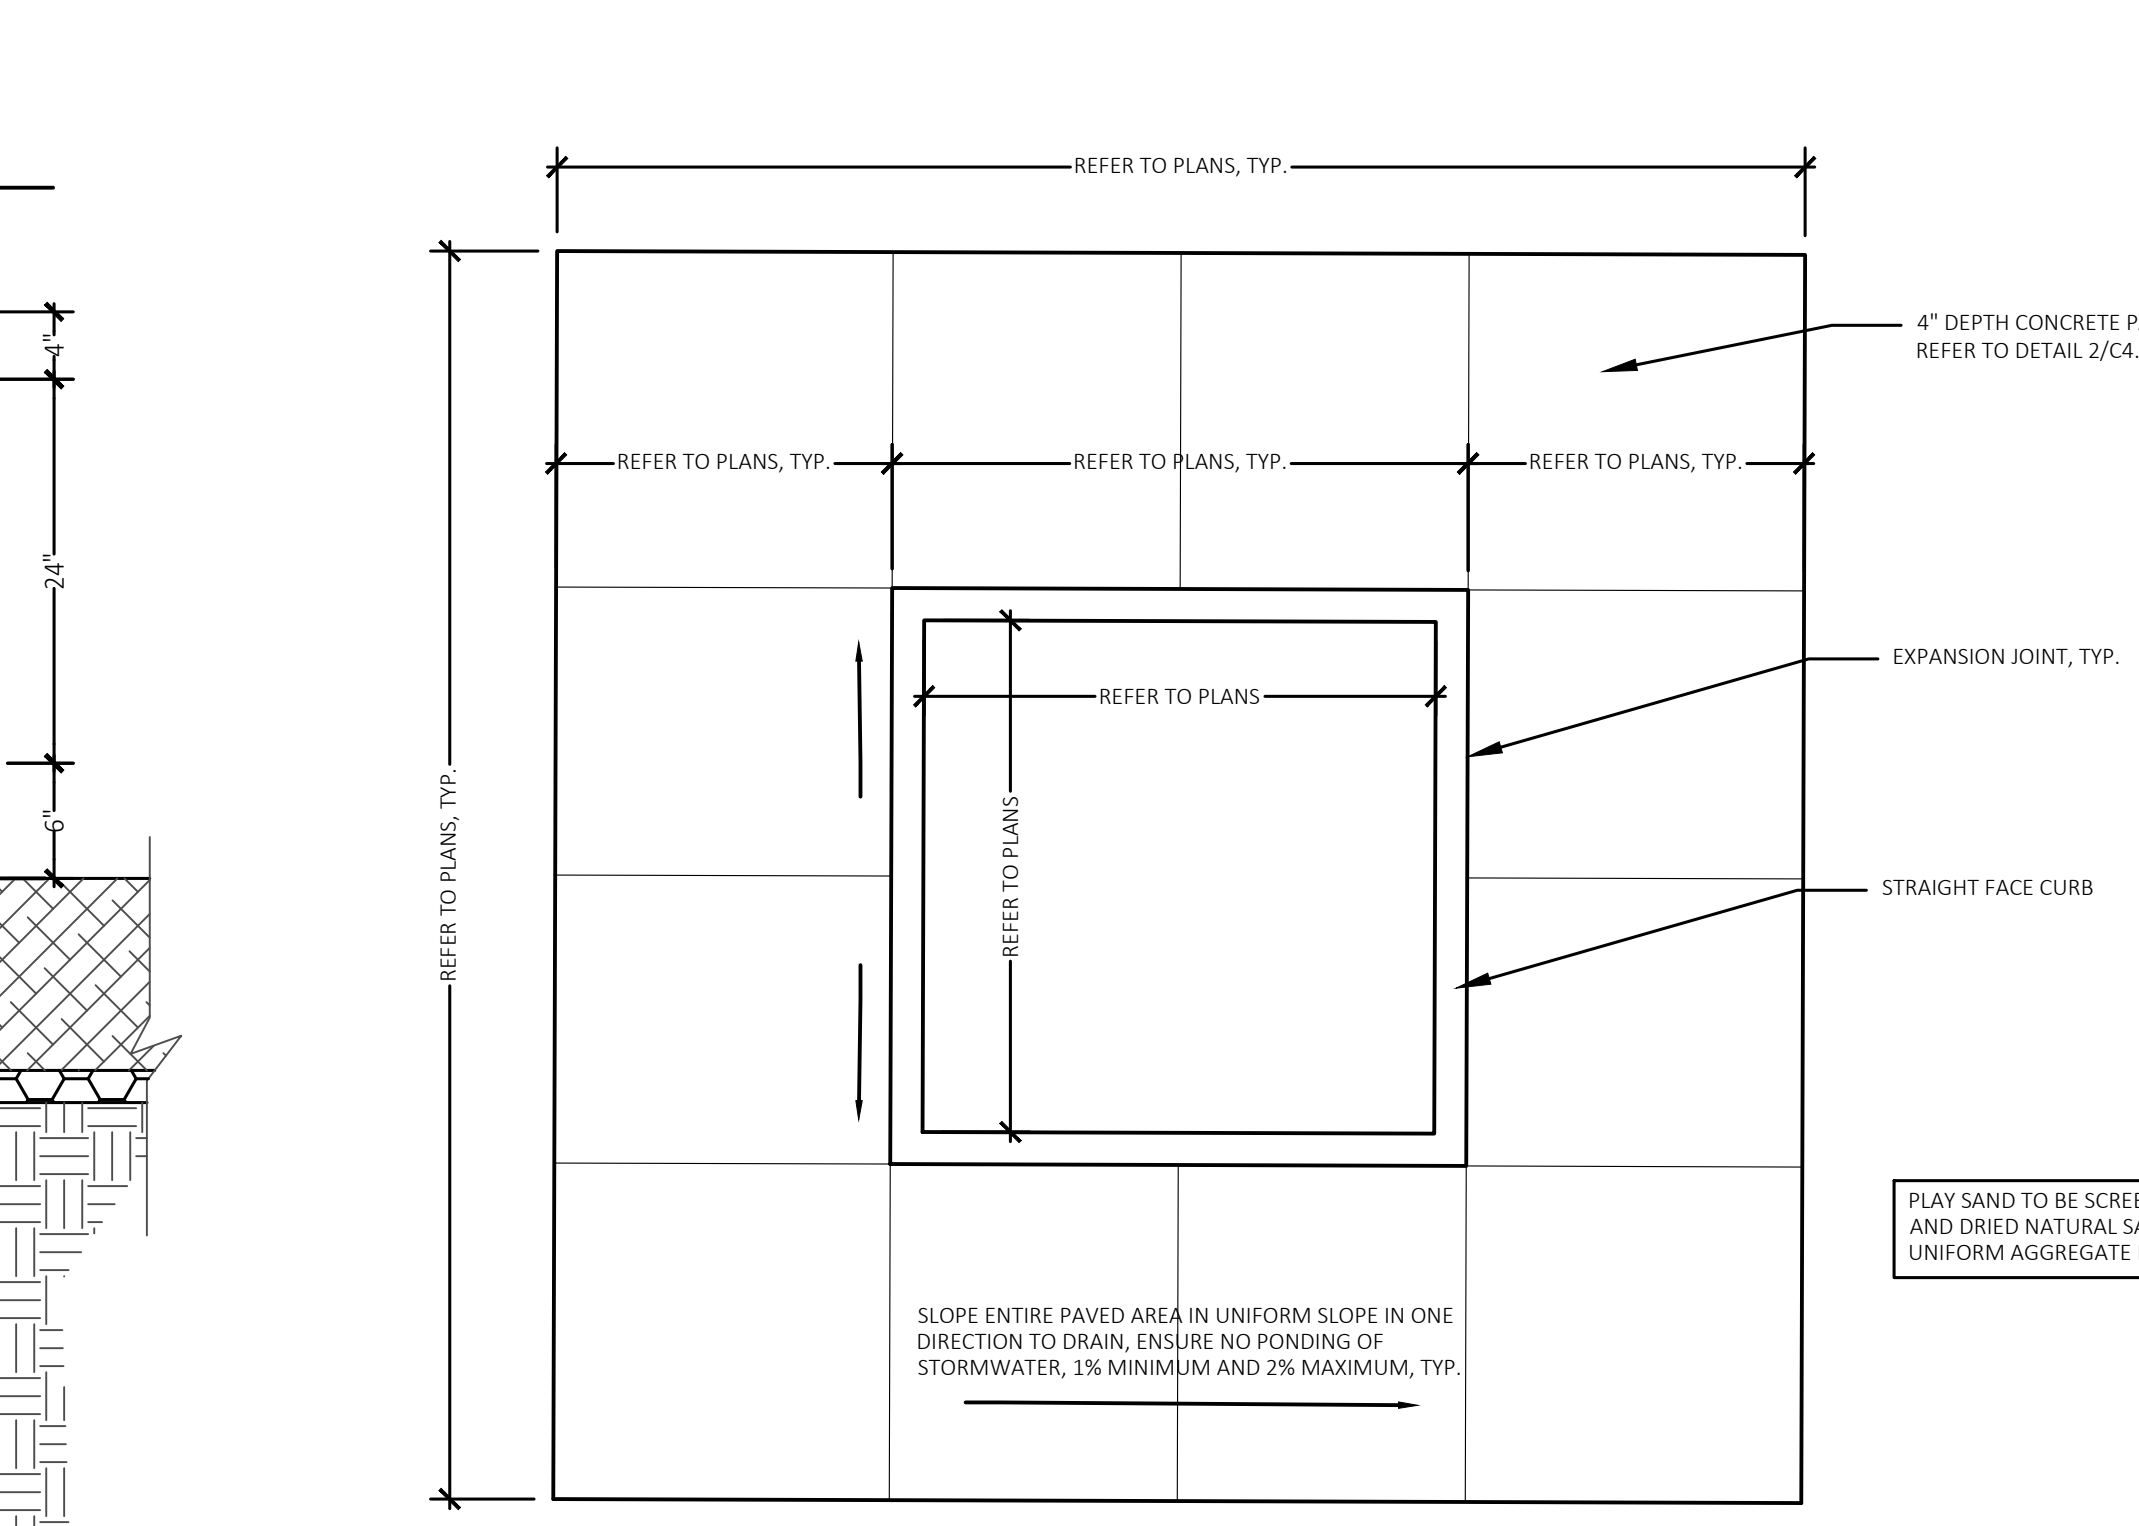 REFER TO PLANS, TYP.
4" DEPTH CONCRETE
REFER TO DETAIL 2/C4.
4"
REFER TO PLANS, TYP.
REFER TO PLANS, TYP.
REFER TO PLANS, TYP.
24"
EXPANSION JOINT, TYP.
REFER TO PLANS
6"
REFER TO PLANS, TYP.
REFER TO PLANS
STRAIGHT FACE CURB
PLAY SAND TO BE
AND DRIED NATURAL
UNIFORM AGGREGATE
SLOPE ENTIRE PAVED AREA IN UNIFORM SLOPE IN ONE
DIRECTION TO DRAIN, ENSURE NO PONDING OF
STORMWATER, 1% MINIMUM AND 2% MAXIMUM, TYP.